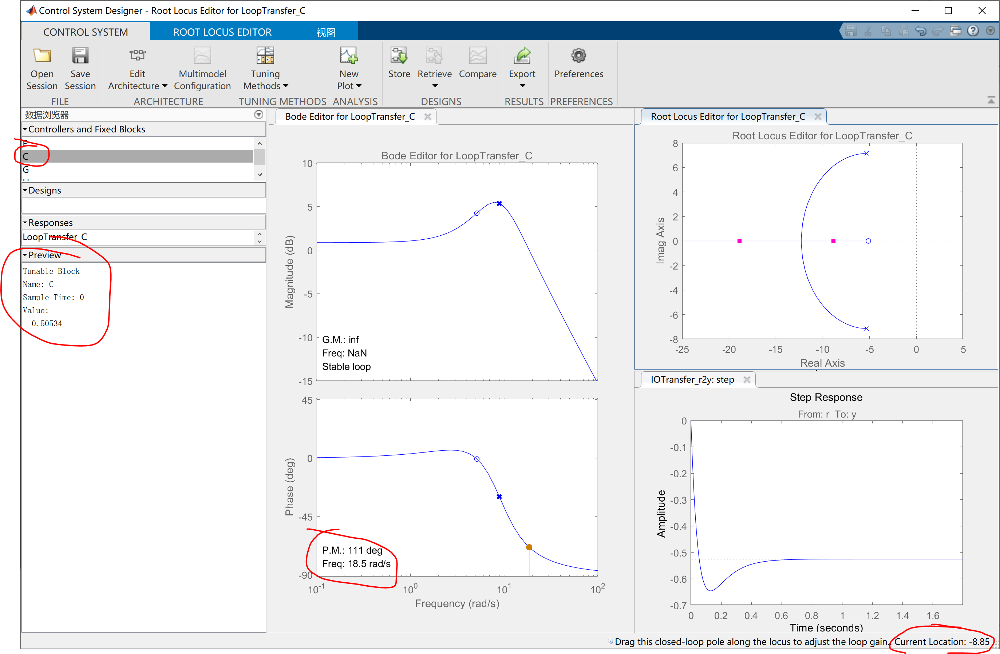 Control System Designer - Root Locus Editor for LoopTransfer_C
CONTROL SYSTEM
ROOT LOCUS EDITOR
视图
Open Session
Save Session
Edit Architecture
Multimodel Configuration
Tuning Methods
New Plot
Store
Retrieve
Compare
Export
Preferences
FILE
ARCHITECTURE
TUNING METHODS
ANALYSIS
DESIGNS
RESULTS
PREFERENCES
数据浏览器
Controllers and Fixed Blocks
C
G
Designs
Responses
LoopTransfer_C
Preview
Tunable Block
Name: C
Sample Time: 0
Value:
0.50534
Bode Editor for LoopTransfer_C
Bode Editor for LoopTransfer_C
Magnitude (dB)
10
5
0
-5
-10
-15
G.M.: inf
Freq: NaN
Stable loop
Phase (deg)
45
0
-45
-90
P.M.: 111 deg
Freq: 18.5 rad/s
10-1
100
101
102
Frequency (rad/s)
Root Locus Editor for LoopTransfer_C
Root Locus Editor for LoopTransfer_C
Imag Axis
8
6
4
2
0
-2
-4
-6
-8
-25
-20
-15
-10
-5
0
5
Real Axis
IOTransfer_r2y: step
Step Response
From: r To: y
Amplitude
0
-0.1
-0.2
-0.3
-0.4
-0.5
-0.6
-0.7
0
0.2
0.4
0.6
0.8
1
1.2
1.4
1.6
Time (seconds)
Drag this closed-loop pole along the locus to adjust the loop gain.. Current Location: -8.85